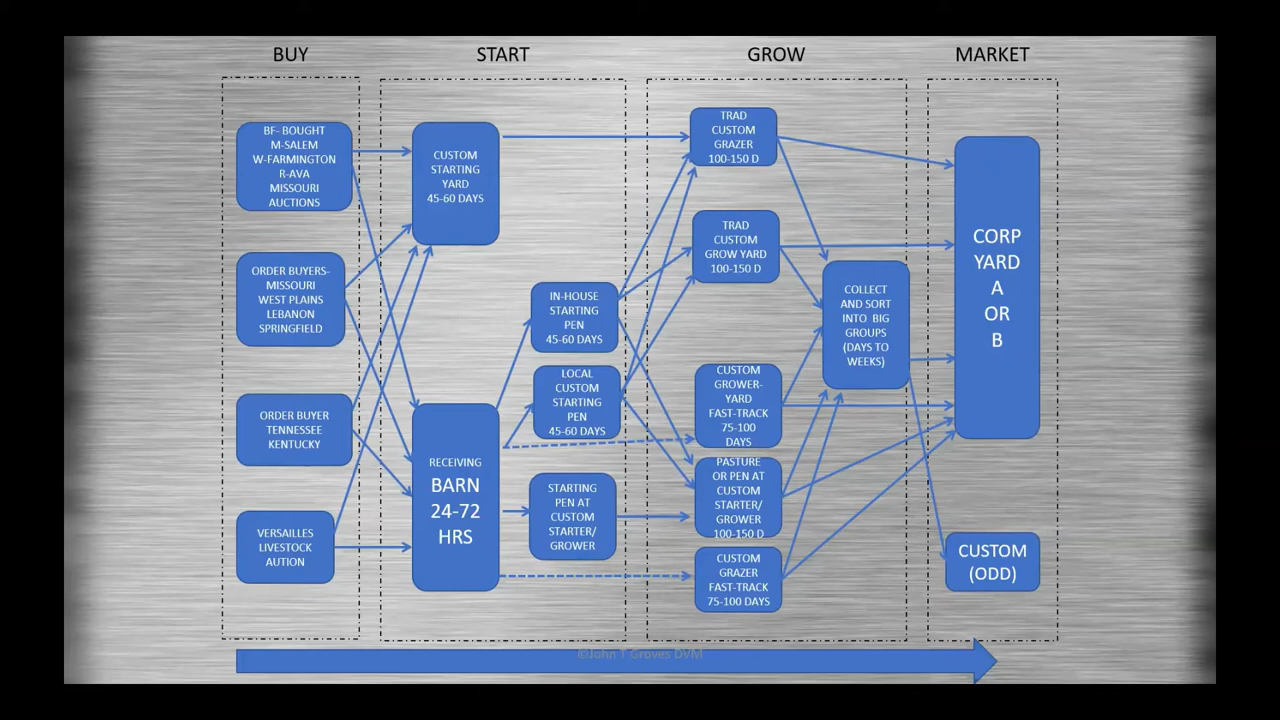 BUY
START
GROW
MARKET
BF- BOUGHT
M-SALEM
W-FARMINGTON
R-AVA
MISSOURI
AUCTIONS
ORDER BUYERS-
MISSOURI
WEST PLAINS
LEBANON
SPRINGFIELD
ORDER BUYER
TENNESSEE
KENTUCKY
VERSAILLES
LIVESTOCK
AUTION
CUSTOM
STARTING
YARD
45-60 DAYS
RECEIVING
BARN
24-72
HRS
IN-HOUSE
STARTING
PEN
45-60 DAYS
LOCAL
CUSTOM
STARTING
PEN
45-60 DAYS
STARTING
PEN AT
CUSTOM
STARTER/
GROWER
TRAD
CUSTOM
GRAZER
100-150 D
TRAD
CUSTOM
GROW YARD
100-150 D
CUSTOM
GROWER-
YARD
FAST-TRACK
75-100
DAYS
PASTURE
OR PEN AT
CUSTOM
STARTER/
GROWER
100-150 D
CUSTOM
GRAZER
FAST-TRACK
75-100 DAYS
COLLECT
AND SORT
INTO BIG
GROUPS
(DAYS TO
WEEKS)
CORP
YARD
A
OR
B
CUSTOM
(ODD)
©John T Groves DVM